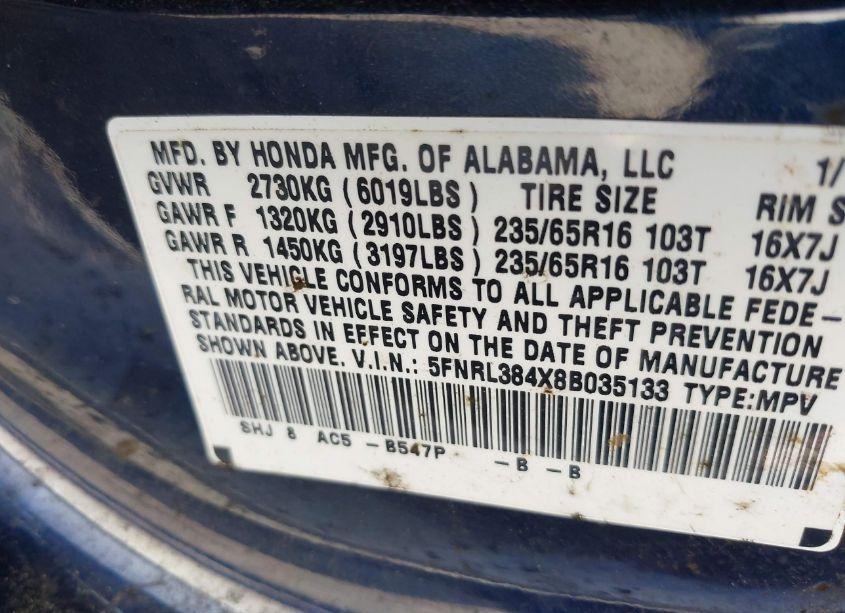 MFD. BY HONDA MFG. OF ALABAMA, LLC 1/
GVWR 2730KG (6019LBS) TIRE SIZE RIM S
GAWR F 1320KG (2910LBS) 235/65R16 103T 16X7J
GAWR R 1450KG (3197LBS) 235/65R16 103T 16X7J
THIS VEHICLE CONFORMS TO ALL APPLICABLE FEDE-
RAL MOTOR VEHICLE SAFETY AND THEFT PREVENTION
STANDARDS IN EFFECT ON THE DATE OF MANUFACTURE
SHOWN ABOVE. V.I.N.: 5FNRL384X8B035133 TYPE:MPV
SHJ 8 AC5 -B547P -B -B